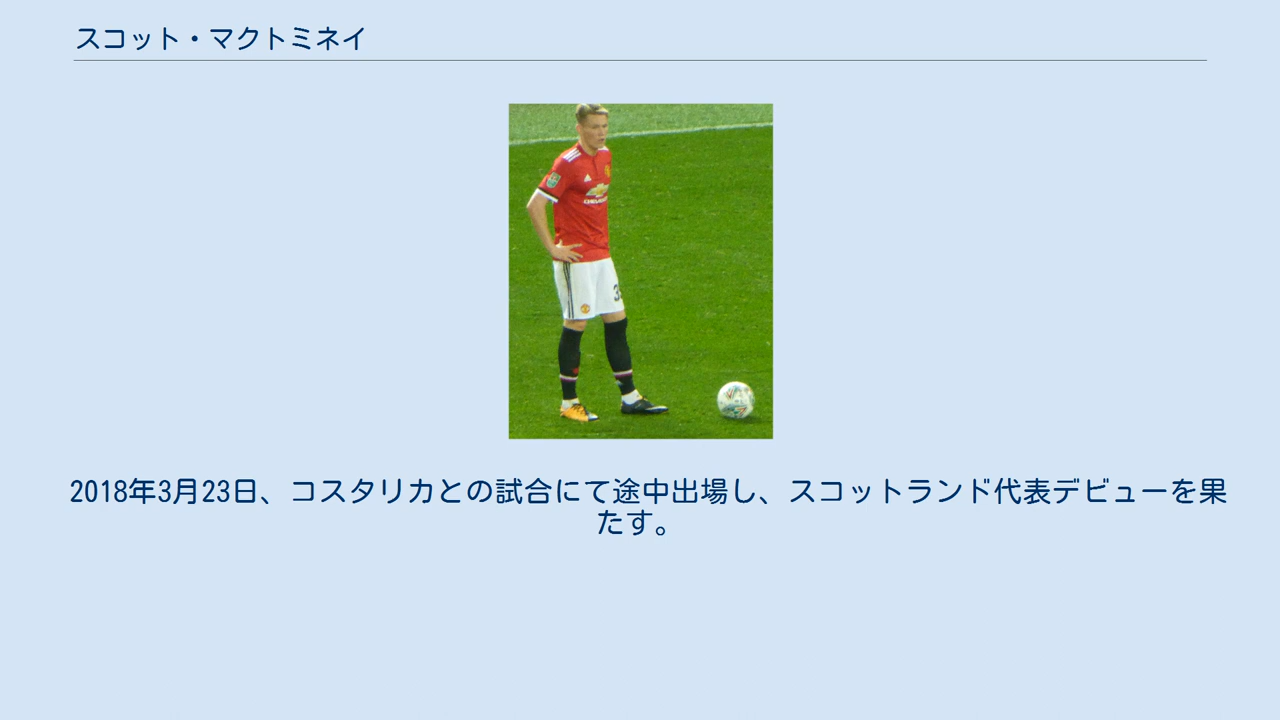 スコット・マクトミネイ
2018年3月23日、コスタリカとの試合にて途中出場し、スコットランド代表デビューを果
たす。